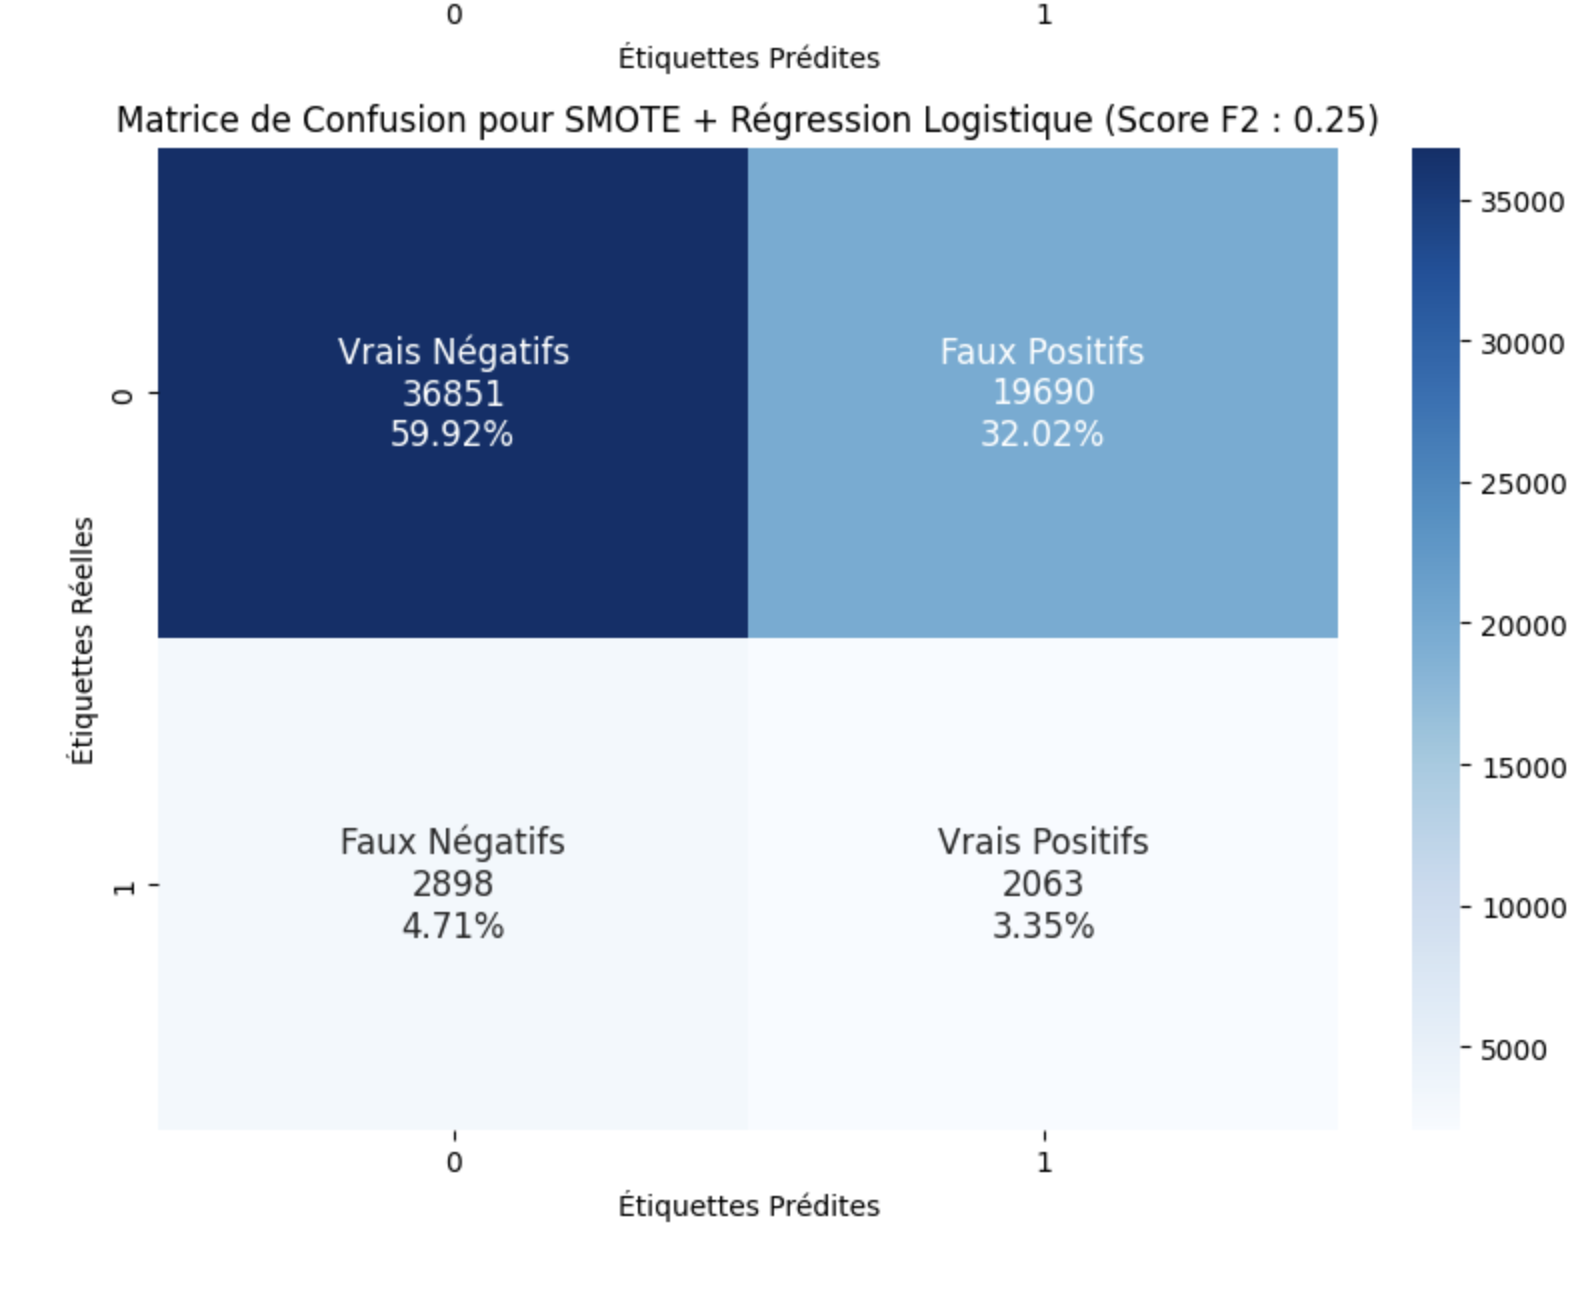 0 1
Étiquettes Prédites
Matrice de Confusion pour SMOTE + Régression Logistique (Score F2 : 0.25)
Vrais Négatifs
36851
59.92%
Faux Positifs
19690
32.02%
Faux Négatifs
2898
4.71%
Vrais Positifs
2063
3.35%
0
1
Étiquettes Réelles
0 1
Étiquettes Prédites
35000
30000
25000
20000
15000
10000
5000